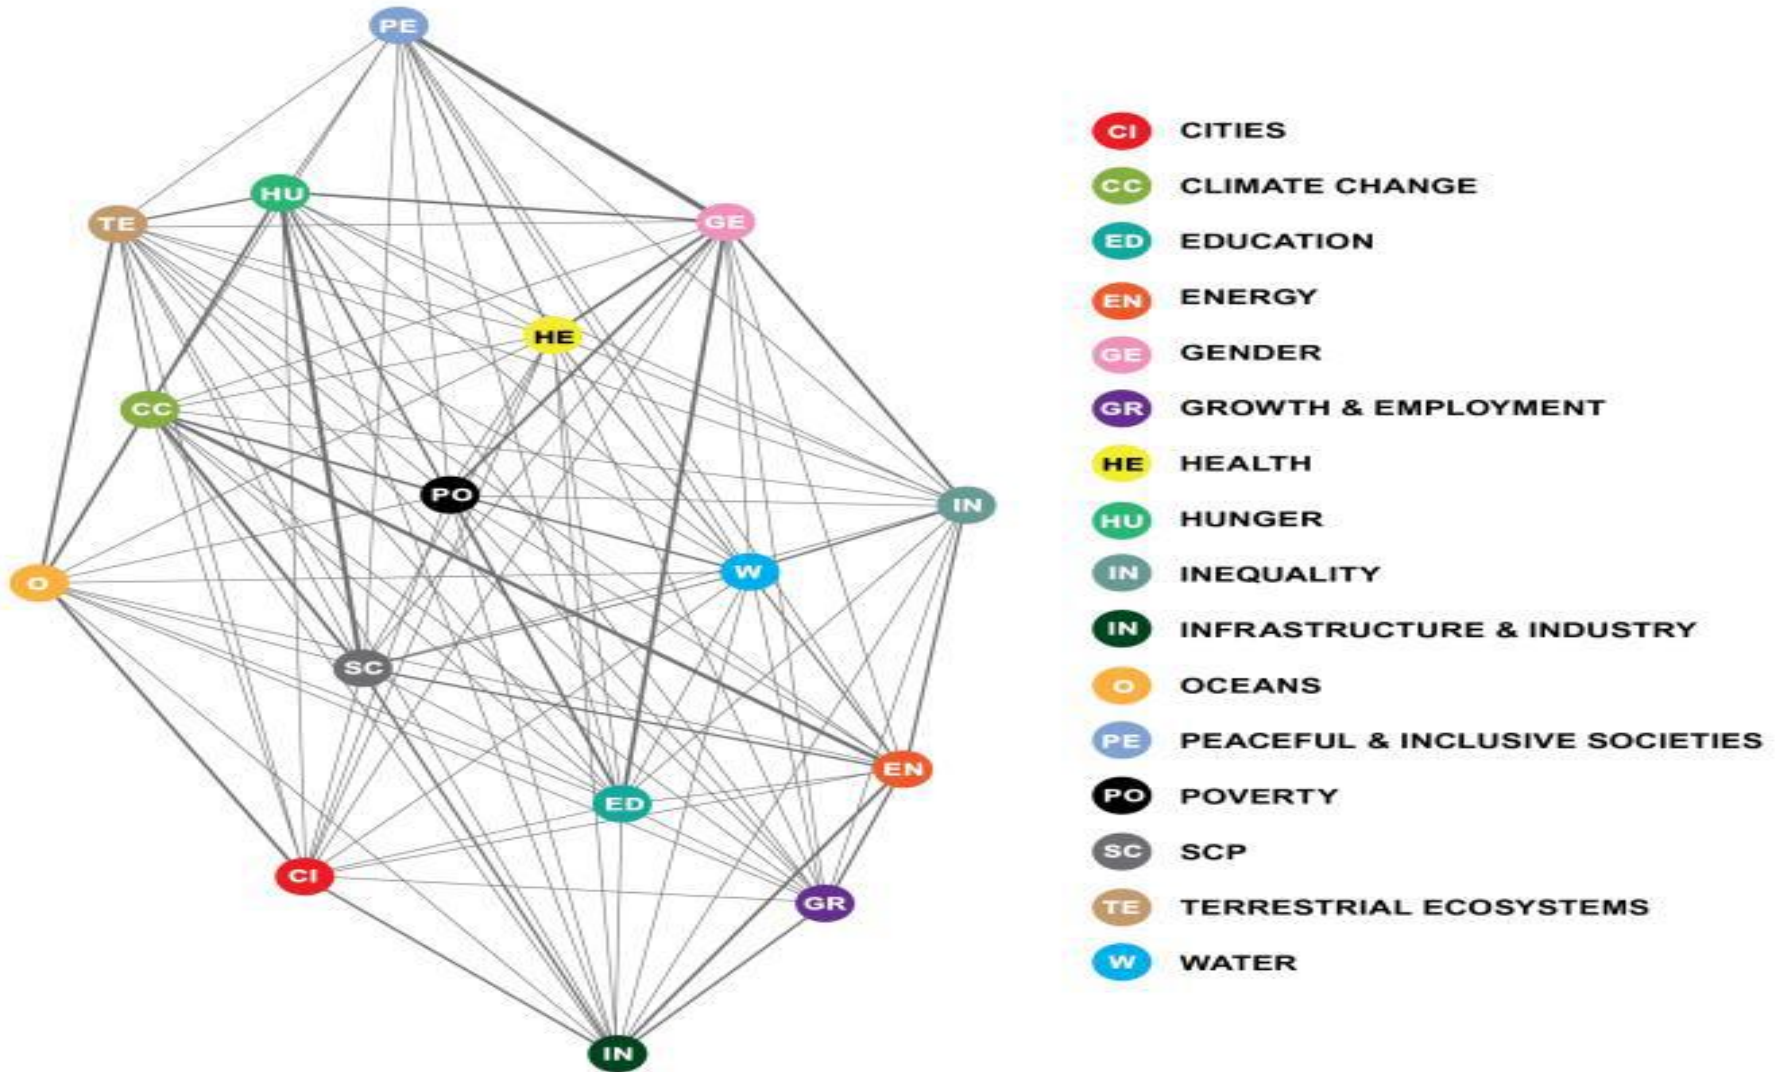 PE
HU
TE
GE
HE
CC
PO
IN
W
O
SC
EN
ED
CI
GR
IN
CI CITIES
CC CLIMATE CHANGE
ED EDUCATION
EN ENERGY
GE GENDER
GR GROWTH & EMPLOYMENT
HE HEALTH
HU HUNGER
IN INEQUALITY
IN INFRASTRUCTURE & INDUSTRY
O OCEANS
PE PEACEFUL & INCLUSIVE SOCIETIES
PO POVERTY
SC SCP
TE TERRESTRIAL ECOSYSTEMS
W WATER